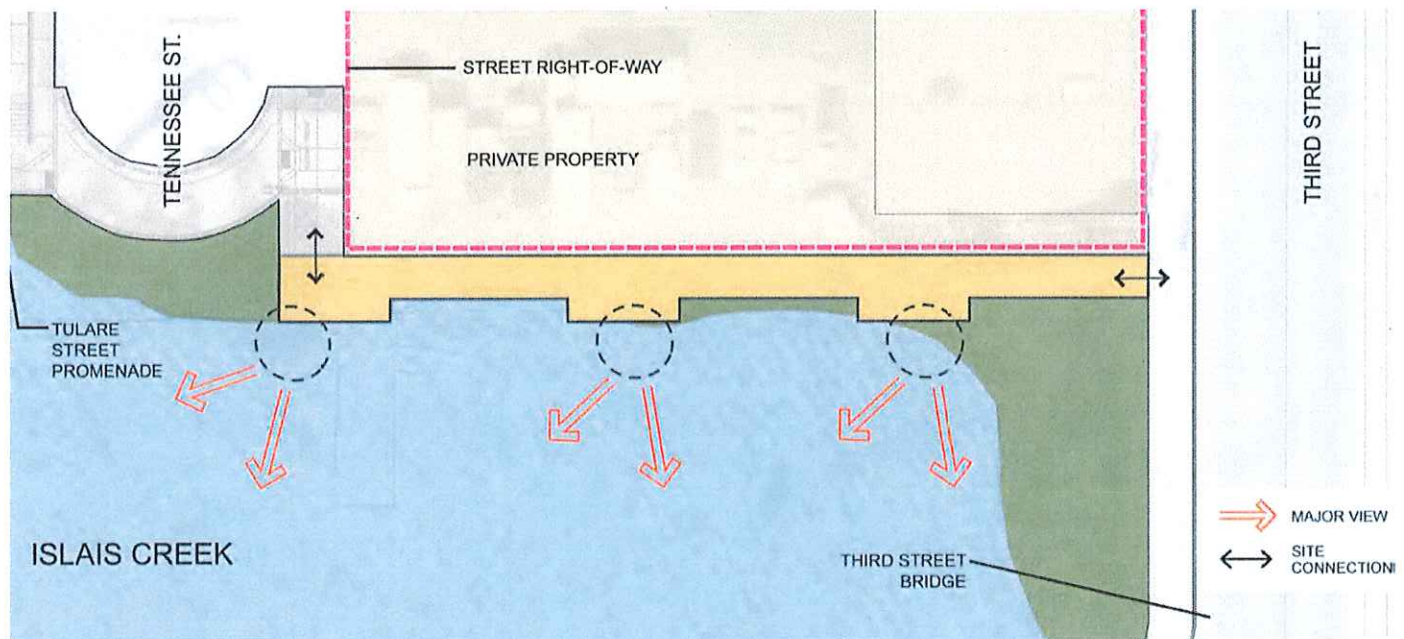 TENNESSEE ST.
STREET RIGHT-OF-WAY
PRIVATE PROPERTY
THIRD STREET
TULARE
STREET
PROMENADE
ISLAIS CREEK
THIRD STREET
BRIDGE
MAJOR VIEW
SITE
CONNECTION